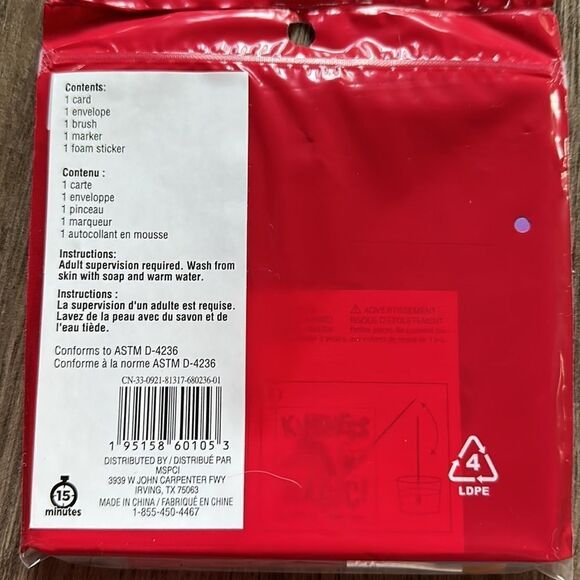 Contents:
1 card
1 envelope
1 brush
1 marker
1 foam sticker
Contenu :
1 carte
1 enveloppe
1 pinceau
1 marqueur
1 autocollant en mousse
Instructions:
Adult supervision required. Wash from
skin with soap and warm water.
Instructions :
La supervision d'un adulte est requise.
Lavez de la peau avec du savon et de
l'eau tiède.
Conforms to ASTM D-4236
Conforme à la norme ASTM D-4236
CN-33-0921-81317-680236-01
1 95158 60105 3
DISTRIBUTED BY / DISTRIBUÉ PAR
MSPCI
3939 W JOHN CARPENTER FWY
IRVING, TX 75063
MADE IN CHINA / FABRIQUÉ EN CHINE
1-855-450-4467
15
minutes
AVERTISSEMENT
RISQUE D'ÉTOUFFEMENT
KINDNESS
4
LDPE